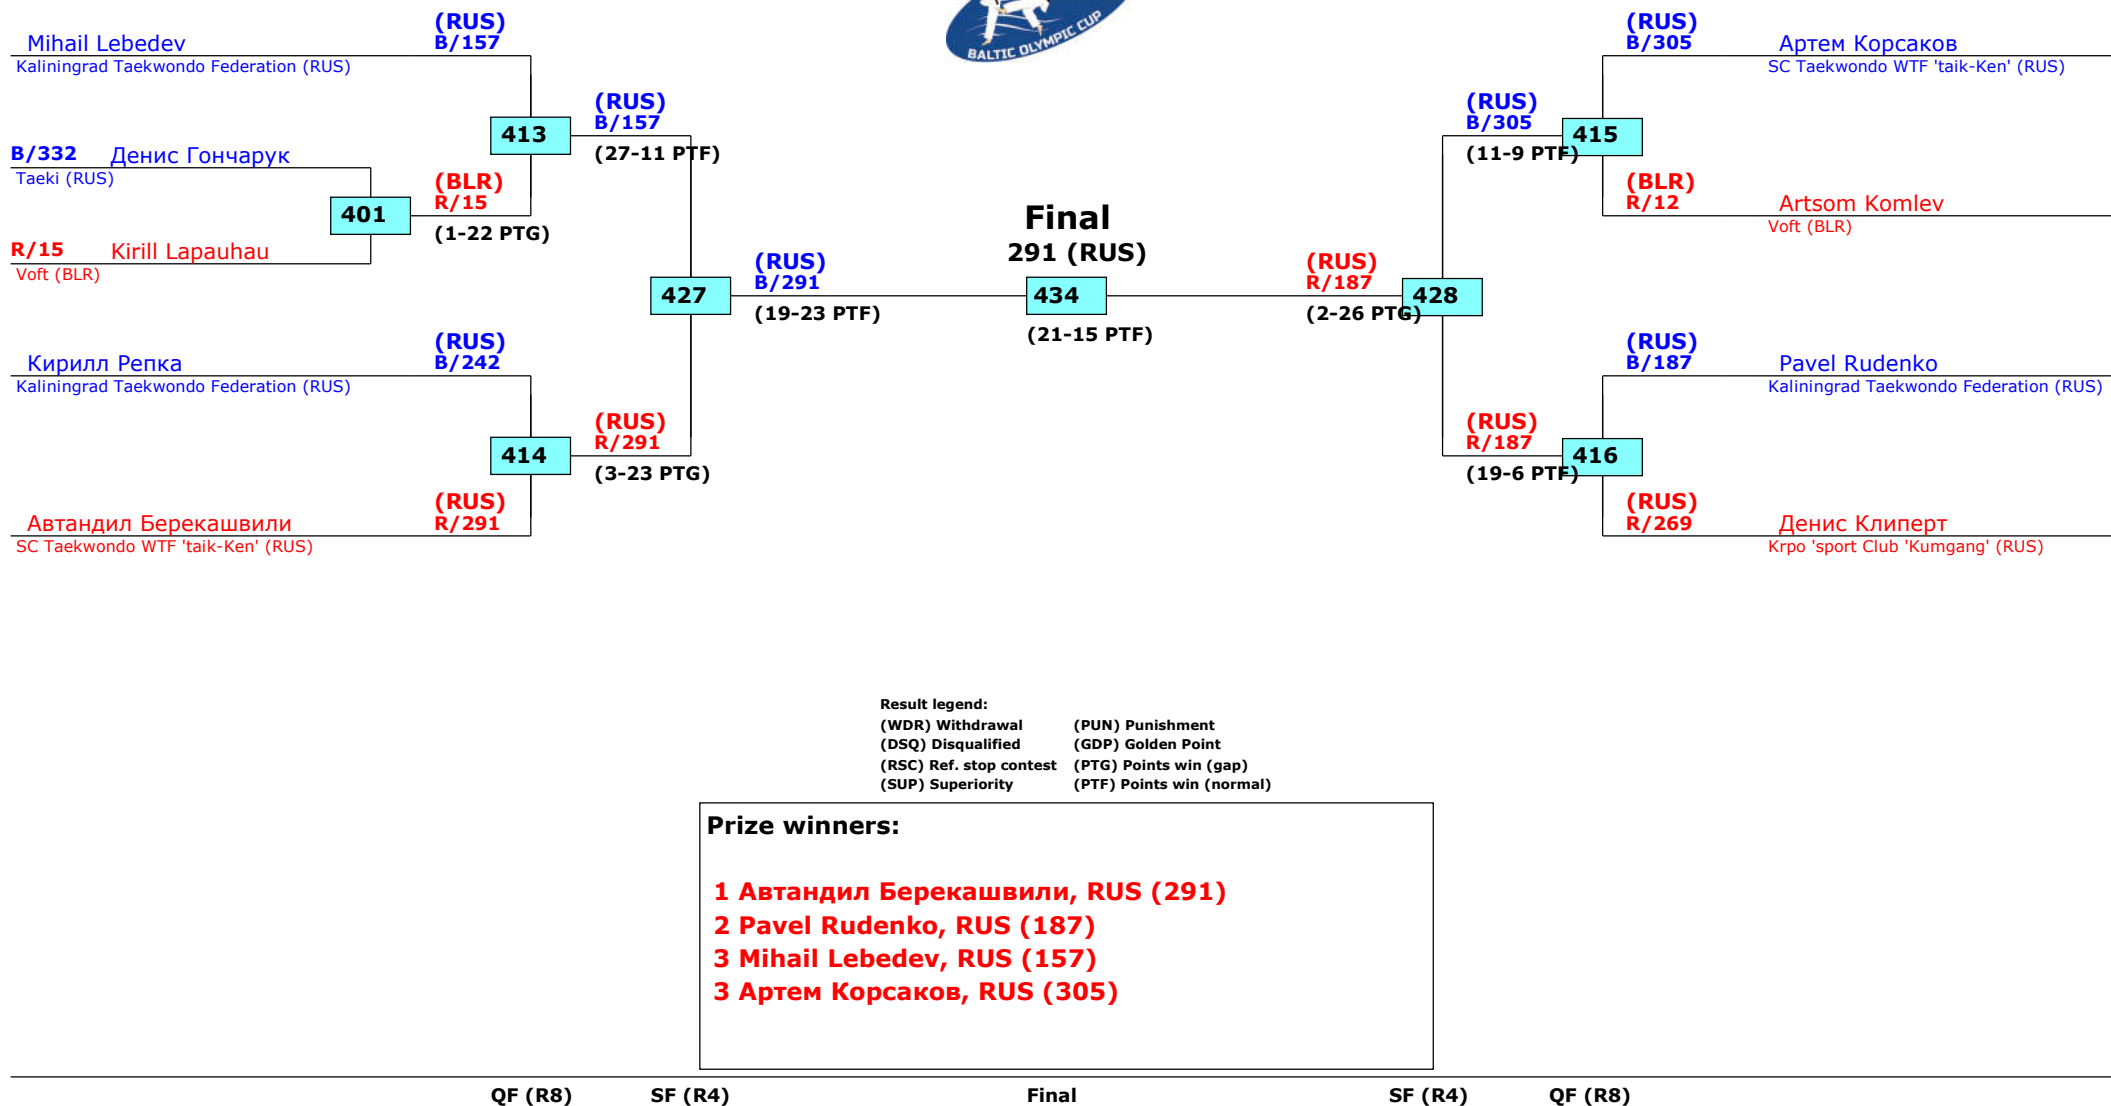 BALTIC OLYMPIC CUP
Mihail Lebedev
(RUS)
B/157
Kaliningrad Taekwondo Federation (RUS)
413
(RUS)
B/157
(27-11 PTF)
B/332 Денис Гончарук
Taeki (RUS)
401
(BLR)
R/15
(1-22 PTG)
R/15 Kirill Lapauhau
Voft (BLR)
427
(RUS)
B/291
(19-23 PTF)
Кирилл Репка
(RUS)
B/242
Kaliningrad Taekwondo Federation (RUS)
414
(RUS)
R/291
(3-23 PTG)
Автандил Берекашвили
(RUS)
R/291
SC Taekwondo WTF 'taik-Ken' (RUS)
Final
291 (RUS)
434
(21-15 PTF)
(RUS)
R/187
428
(2-26 PTG)
(RUS)
B/305
Артем Корсаков
SC Taekwondo WTF 'taik-Ken' (RUS)
(RUS)
B/305
415
(11-9 PTF)
(BLR)
R/12
Artsom Komlev
Voft (BLR)
(RUS)
B/187
Pavel Rudenko
Kaliningrad Taekwondo Federation (RUS)
(RUS)
R/187
416
(19-6 PTF)
(RUS)
R/269
Денис Клиперт
Krpo 'sport Club 'Kumgang' (RUS)
Result legend:
(WDR) Withdrawal (PUN) Punishment
(DSQ) Disqualified (GDP) Golden Point
(RSC) Ref. stop contest (PTG) Points win (gap)
(SUP) Superiority (PTF) Points win (normal)
Prize winners:
1 Автандил Берекашвили, RUS (291)
2 Pavel Rudenko, RUS (187)
3 Mihail Lebedev, RUS (157)
3 Артем Корсаков, RUS (305)
QF (R8) SF (R4) Final SF (R4) QF (R8)